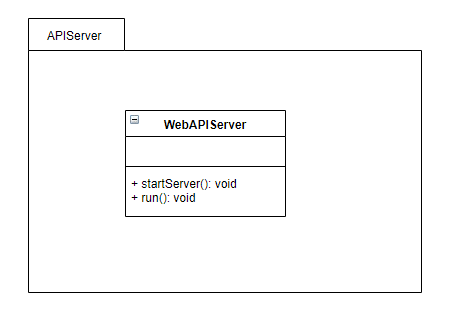 APIServer
WebAPIServer
+ startServer(): void
+ run(): void